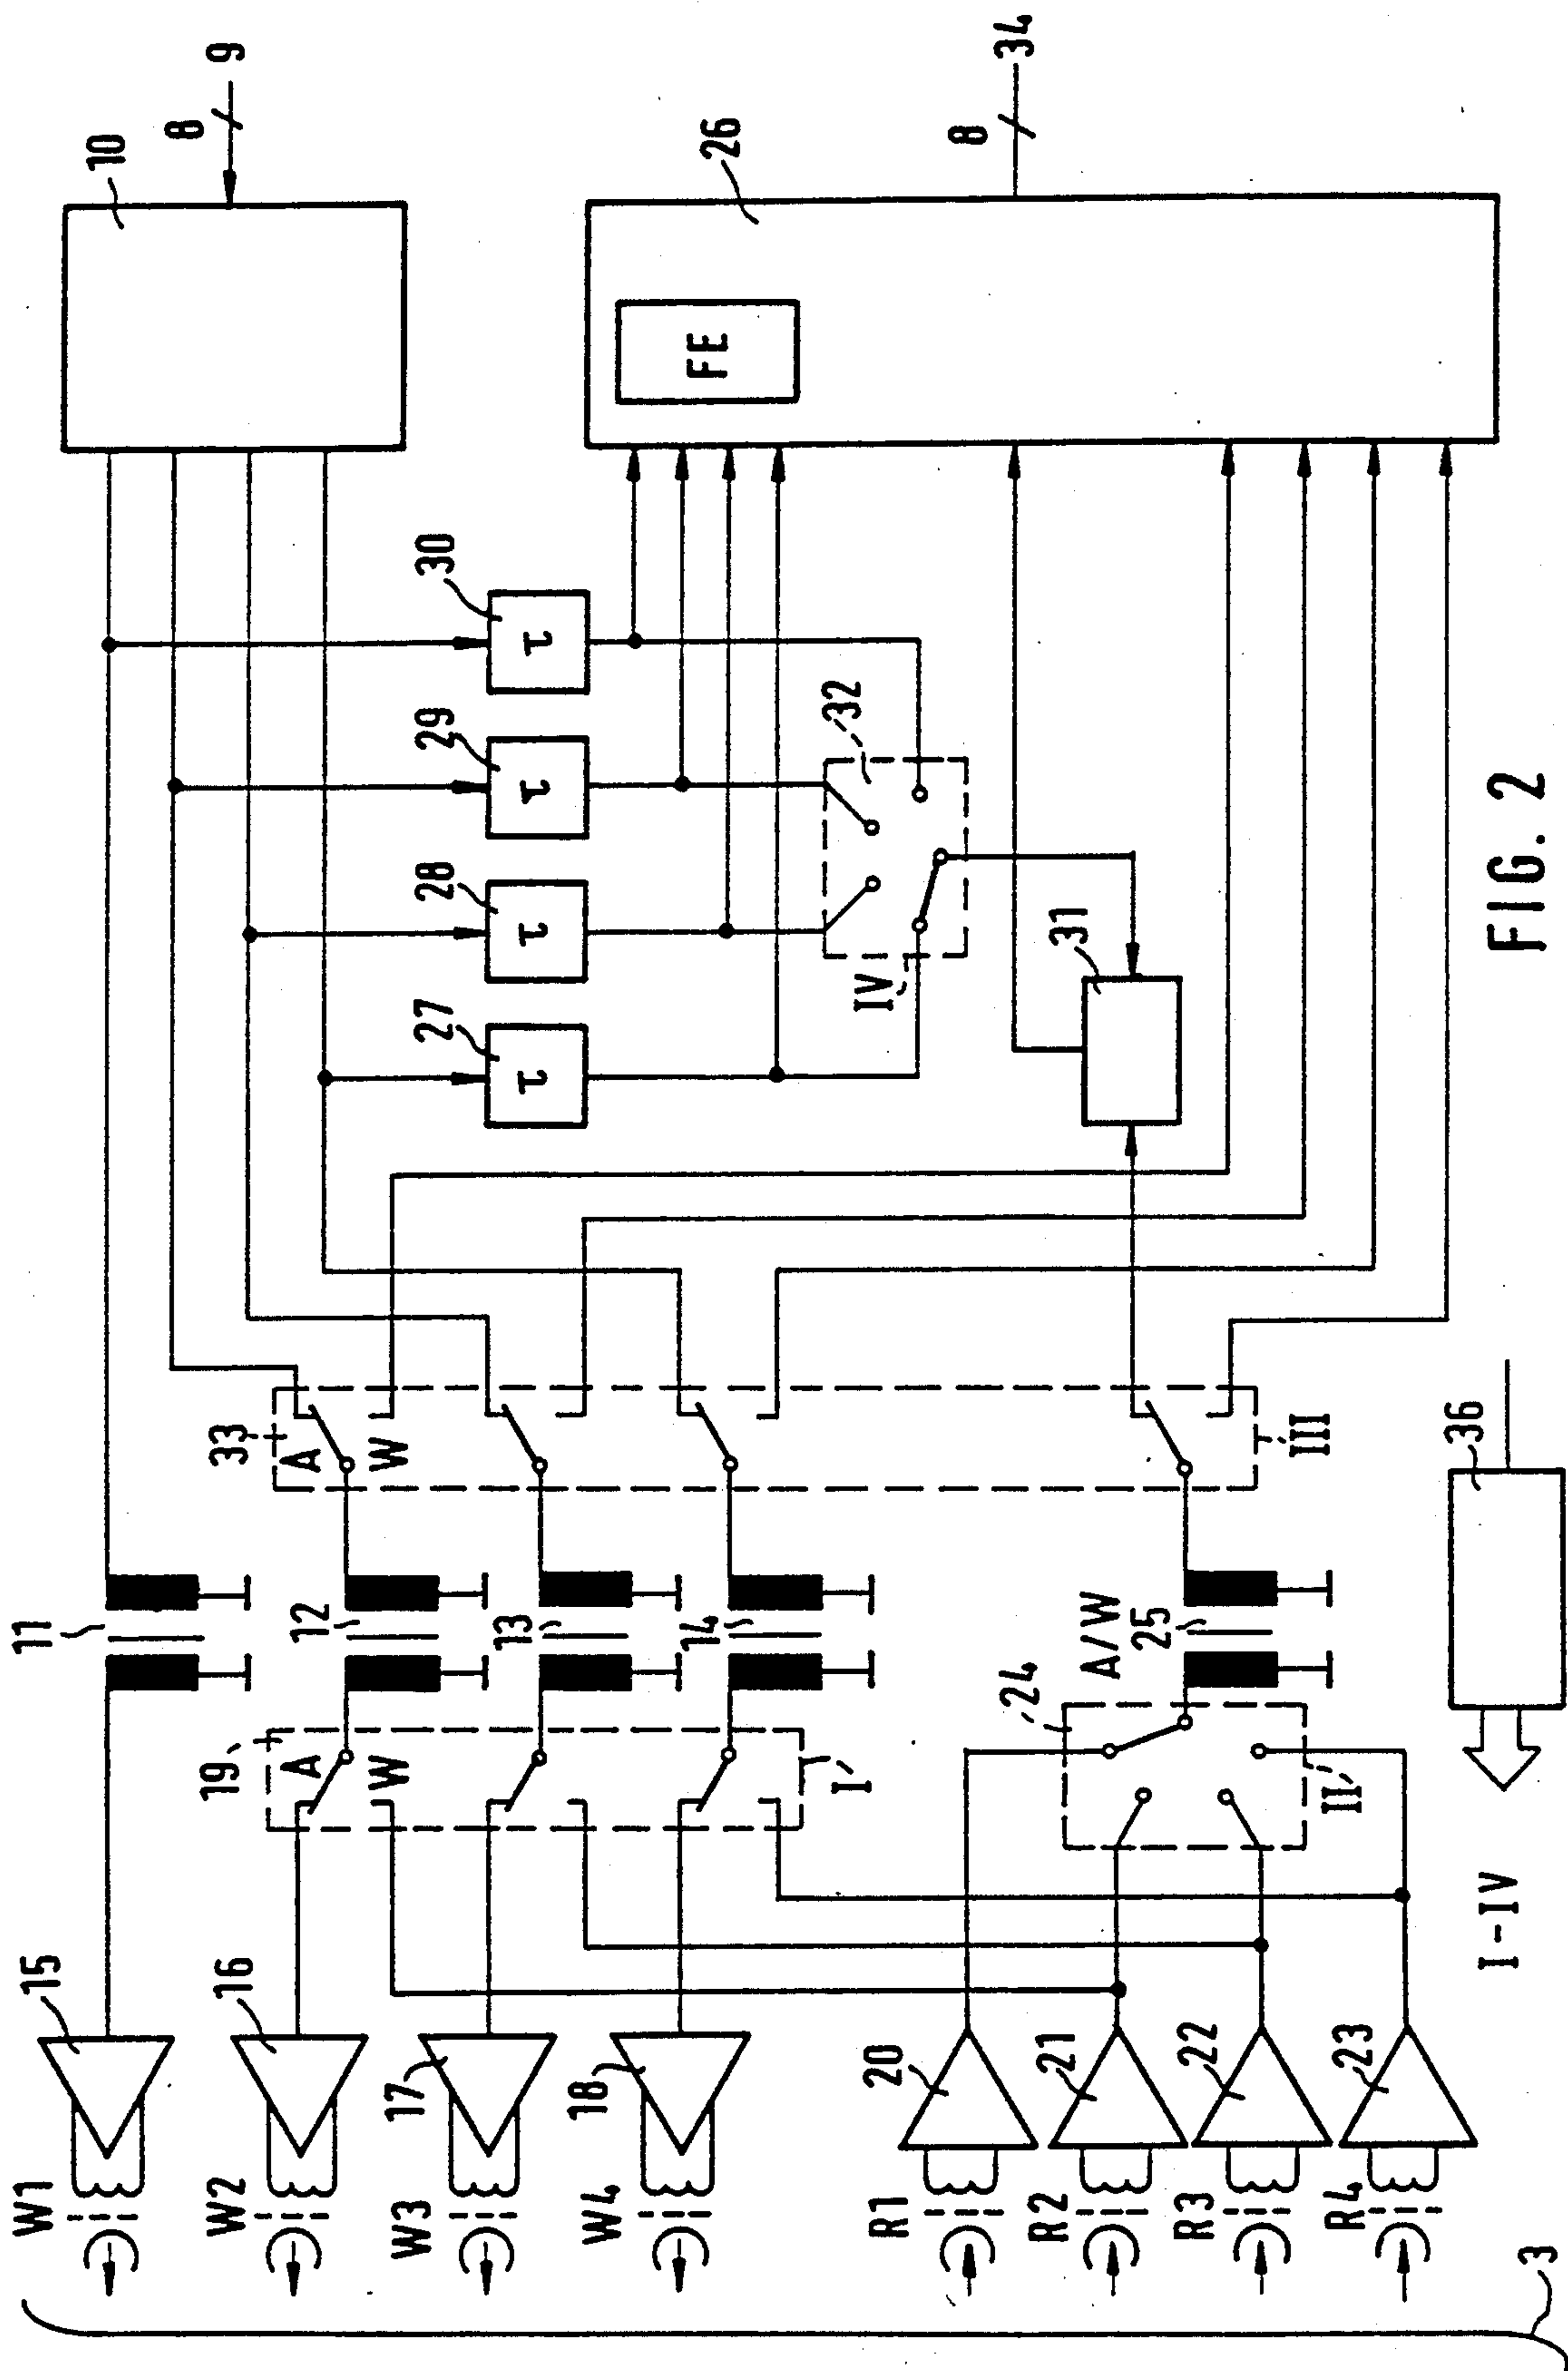 10
8
9
26
8
34
FE
30
τ
29
τ
28
τ
27
τ
32
IV
31
33
A
W
III
11
12
13
14
A/W
25
36
19
A
W
I
24
II
I-IV
15
16
17
18
20
21
22
23
W1
W2
W3
W4
R1
R2
R3
R4
3
FIG. 2